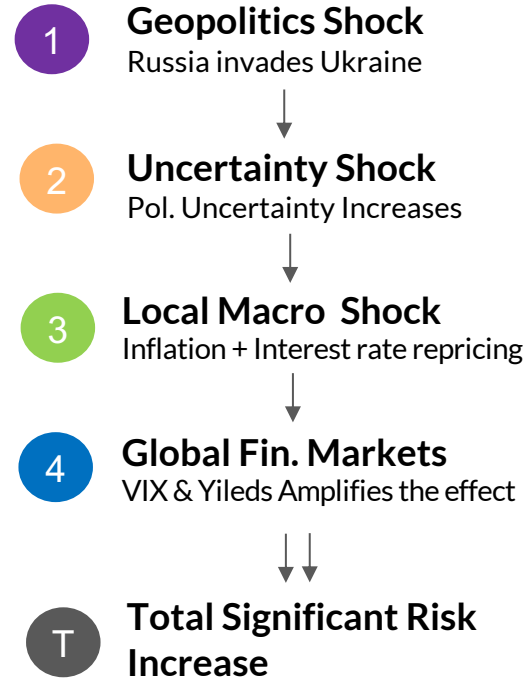 1
Geopolitics Shock
Russia invades Ukraine
2
Uncertainty Shock
Pol. Uncertainty Increases
3
Local Macro Shock
Inflation + Interest rate repricing
4
Global Fin. Markets
VIX & Yileds Amplifies the effect
T
Total Significant Risk
Increase